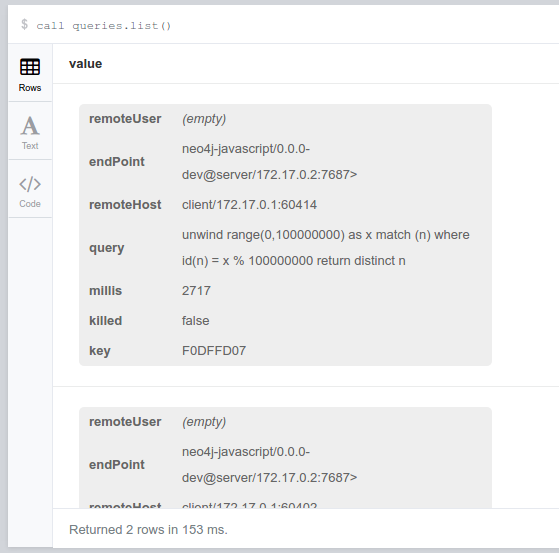 $ call queries.list()
Rows
Text
Code
value
remoteUser (empty)
endPoint neo4j-javascript/0.0.0-
dev@server/172.17.0.2:7687>
remoteHost client/172.17.0.1:60414
query unwind range(0,100000000) as x match (n) where
id(n) = x % 100000000 return distinct n
millis 2717
killed false
key F0DFFD07
remoteUser (empty)
endPoint neo4j-javascript/0.0.0-
dev@server/172.17.0.2:7687>
remoteHost client/172.17.0.1:60402
Returned 2 rows in 153 ms.